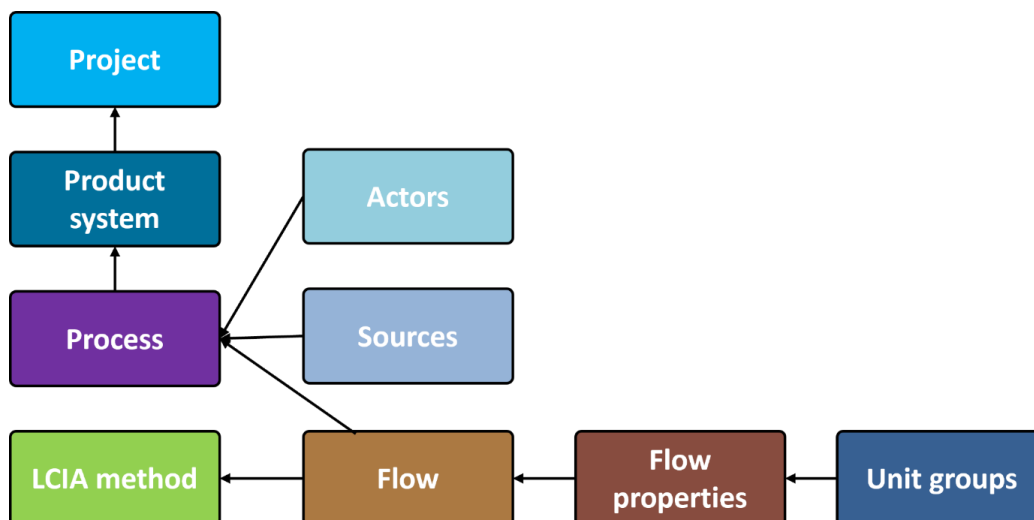 Project
Product
system
Actors
Process
Sources
LCIA method
Flow
Flow
properties
Unit groups